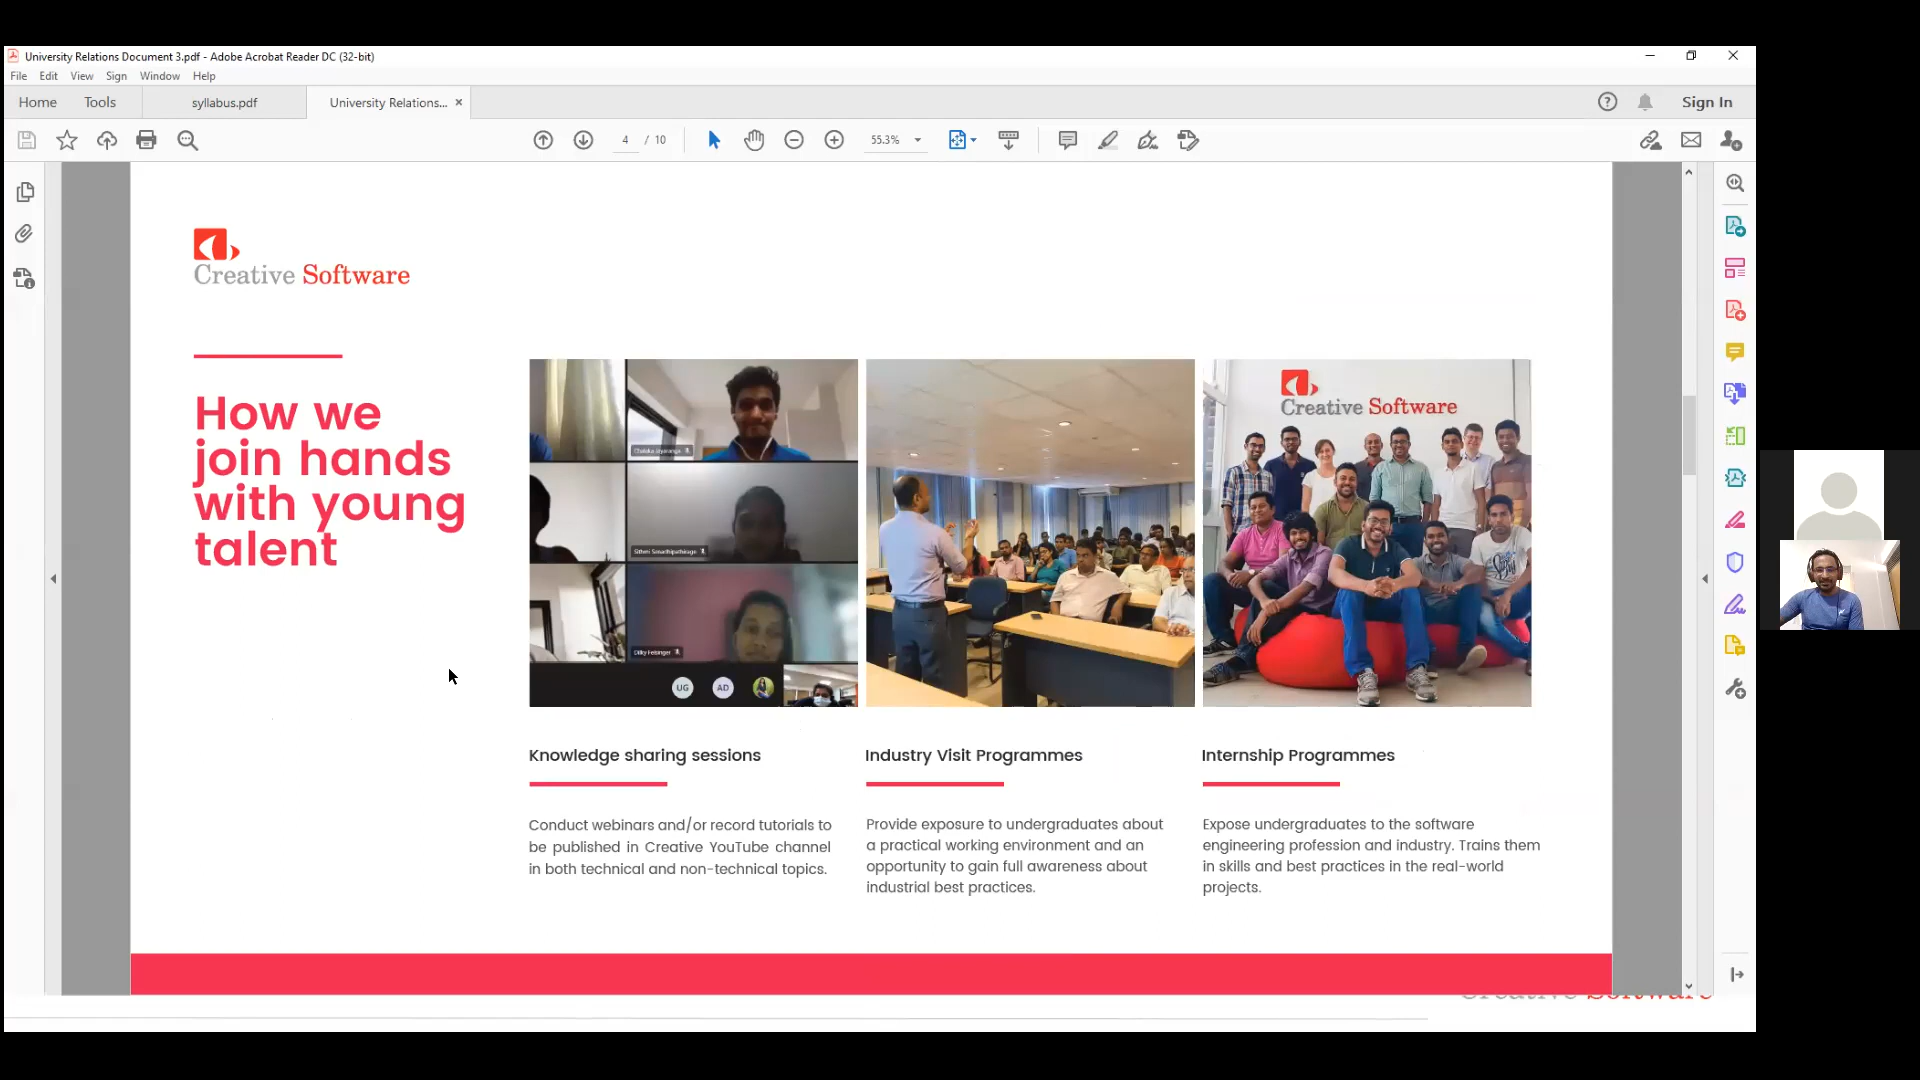 University Relations Document 3.pdf - Adobe Acrobat Reader DC (32-bit)
File Edit View Sign Window Help
Home Tools syllabus.pdf University Relations... × Sign In
4 / 10 55.3%
Creative Software
How we
join hands
with young
talent
Creative Software
UG AD
Knowledge sharing sessions
Conduct webinars and/or record tutorials to
be published in Creative YouTube channel
in both technical and non-technical topics.
Industry Visit Programmes
Provide exposure to undergraduates about
a practical working environment and an
opportunity to gain full awareness about
industrial best practices.
Internship Programmes
Expose undergraduates to the software
engineering profession and industry. Trains them
in skills and best practices in the real-world
projects.
Creative Software